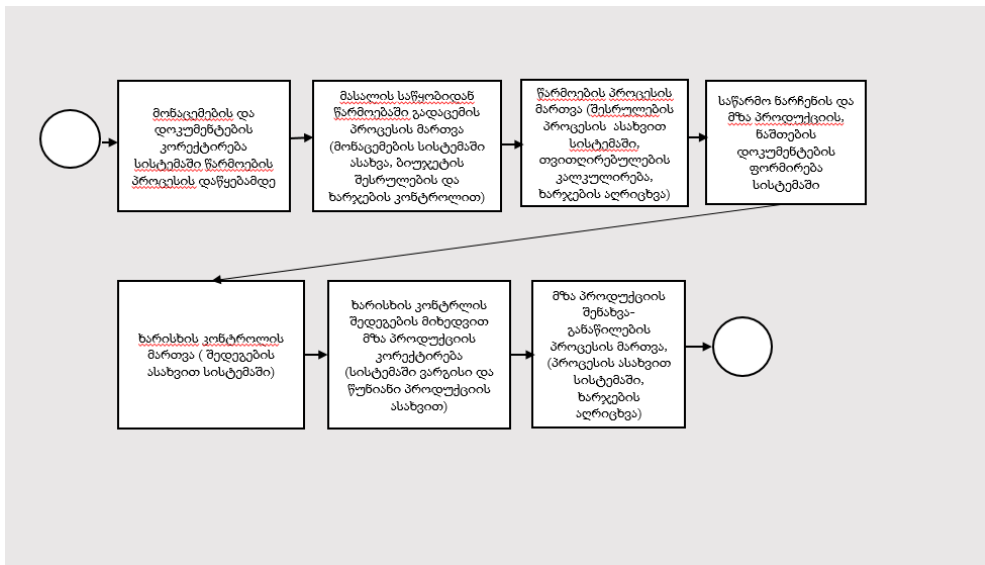 მონაცემების და
დოკუმენტების
კორექტირება
სისტემაში წარმოების
პროცესის დაწყებამდე
მასალის საწყობიდან
წარმოებაში გადაცემის
პროცესის მართვა
(მონაცემების სისტემაში
ასახვა, ბიუჯეტის
შესრულების და
ხარჯების კონტროლით)
წარმოების პროცესის
მართვა (შესრულების
პროცესის ასახვით
სისტემაში,
თვითღირებულების
კალკულირება,
ხარჯების აღრიცხვა)
საწარმო ნარჩენის და
მზა პროდუქციის,
ნაშთების
დოკუმენტების
ფორმირება
სისტემაში
ხარისხის კონტროლის
მართვა ( შედეგების
ასახვით სისტემაში)
ხარისხის კონტრლის
შედეგების მიხედვით
მზა პროდუქციის
კორექტირება
(სისტემაში ვარგისი და
წუნიანი პროდუქციის
ასახვით)
მზა პროდუქციის
შენახვა-
განაწილების
პროცესის მართვა,
(პროცესის ასახვით
სისტემაში,
ხარჯების
აღრიცხვა)